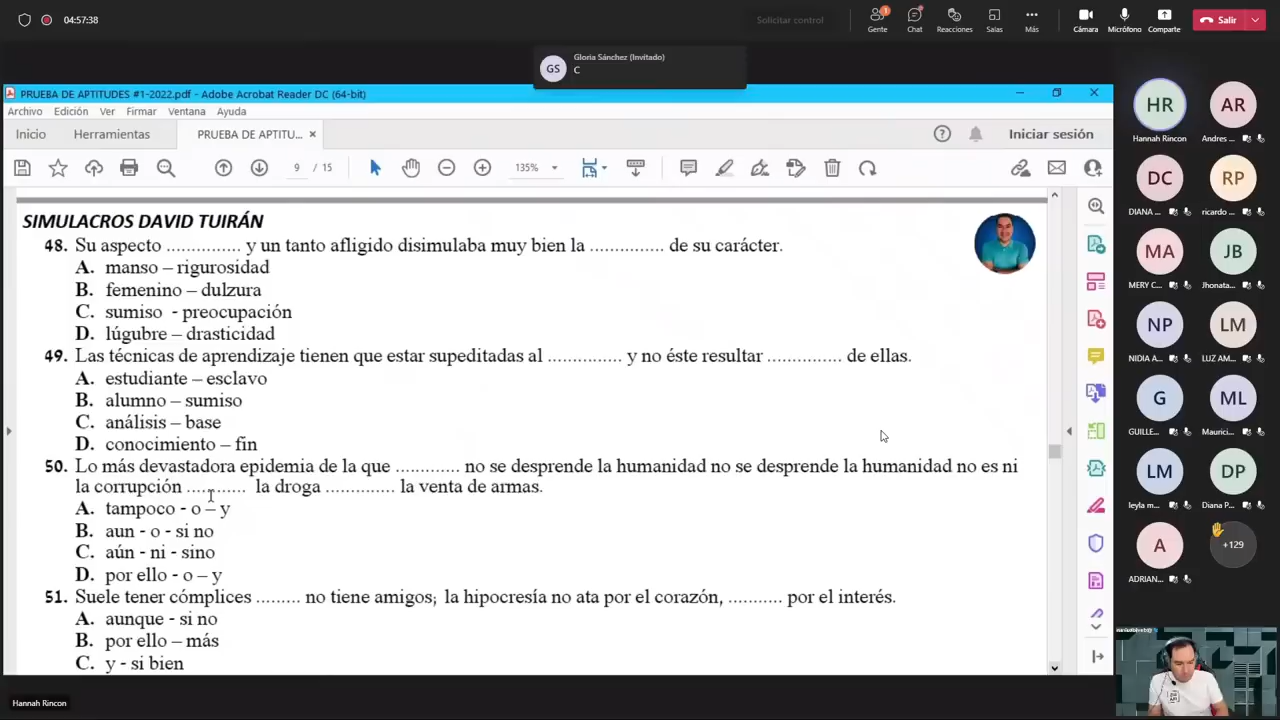 04:57:38
Solicitar control
1
Gente
Chat
Reacciones
Salas
Más
Cámara
Micrófono
Comparte
Salir
GS
Gloria Sánchez (Invitado)
C
PRUEBA DE APTITUDES #1-2022.pdf - Adobe Acrobat Reader DC (64-bit)
Archivo Edición Ver Firmar Ventana Ayuda
Inicio Herramientas PRUEBA DE APTITU... × Iniciar sesión
9 / 15 135%
SIMULACROS DAVID TUIRÁN
48. Su aspecto ............... y un tanto afligido disimulaba muy bien la ............... de su carácter.
A. manso – rigurosidad
B. femenino – dulzura
C. sumiso - preocupación
D. lúgubre – drasticidad
49. Las técnicas de aprendizaje tienen que estar supeditadas al ............... y no éste resultar ............... de ellas.
A. estudiante – esclavo
B. alumno – sumiso
C. análisis – base
D. conocimiento – fín
50. Lo más devastadora epidemia de la que ............. no se desprende la humanidad no se desprende la humanidad no es ni
la corrupción ............ la droga .............. la venta de armas.
A. tampoco - o – y
B. aun - o - si no
C. aún - ni - sino
D. por ello - o – y
51. Suele tener cómplices ......... no tiene amigos; la hipocresía no ata por el corazón, ........... por el interés.
A. aunque - si no
B. por ello – más
C. y - si bien
HR
Hannah Rincon
AR
Andres ...
DC
DIANA ...
RP
ricardo ...
MA
MERY C...
JB
Jhonata...
NP
NIDIA A...
LM
LUZ AM...
G
GUILLE...
ML
Maurici...
LM
leyla m...
DP
Diana P...
A
ADRIAN...
+129
Hannah Rincon